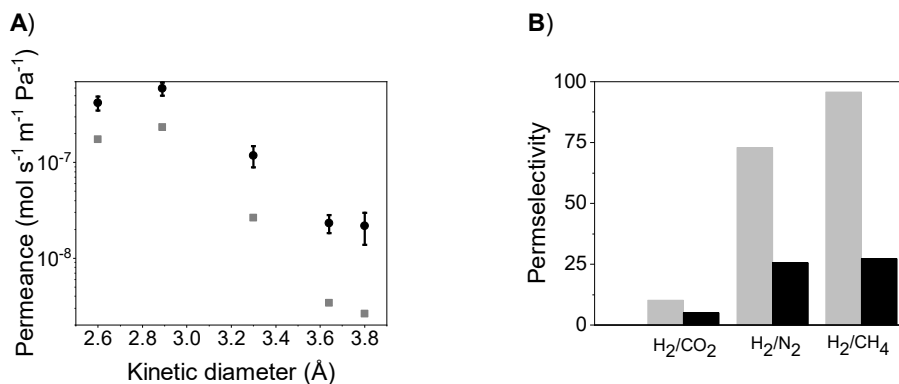 A)
Permeance (mol s⁻¹ m⁻¹ Pa⁻¹)
10⁻⁷
10⁻⁸
2.6 2.8 3.0 3.2 3.4 3.6 3.8
Kinetic diameter (Å)
B)
Permselectivity
100
75
50
25
0
H₂/CO₂ H₂/N₂ H₂/CH₄